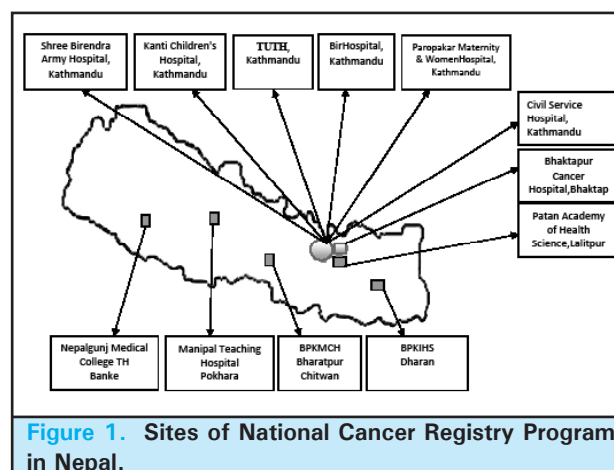 Shree Birendra
Army Hospital,
Kathmandu
Kanti Children's
Hospital,
Kathmandu
TUTH,
Kathmandu
BirHospital,
Kathmandu
Paropakar Maternity
& WomenHospital,
Kathmandu
Civil Service
Hospital,
Kathmandu
Bhaktapur
Cancer
Hospital,Bhaktap
Patan Academy
of Health
Science,Lalitpur
Nepalgunj Medical
College TH
Banke
Manipal Teaching
Hospital
Pokhara
BPKMCH
Bharatpur
Chitwan
BPKIHS
Dharan
Figure 1. Sites of National Cancer Registry Program
in Nepal.